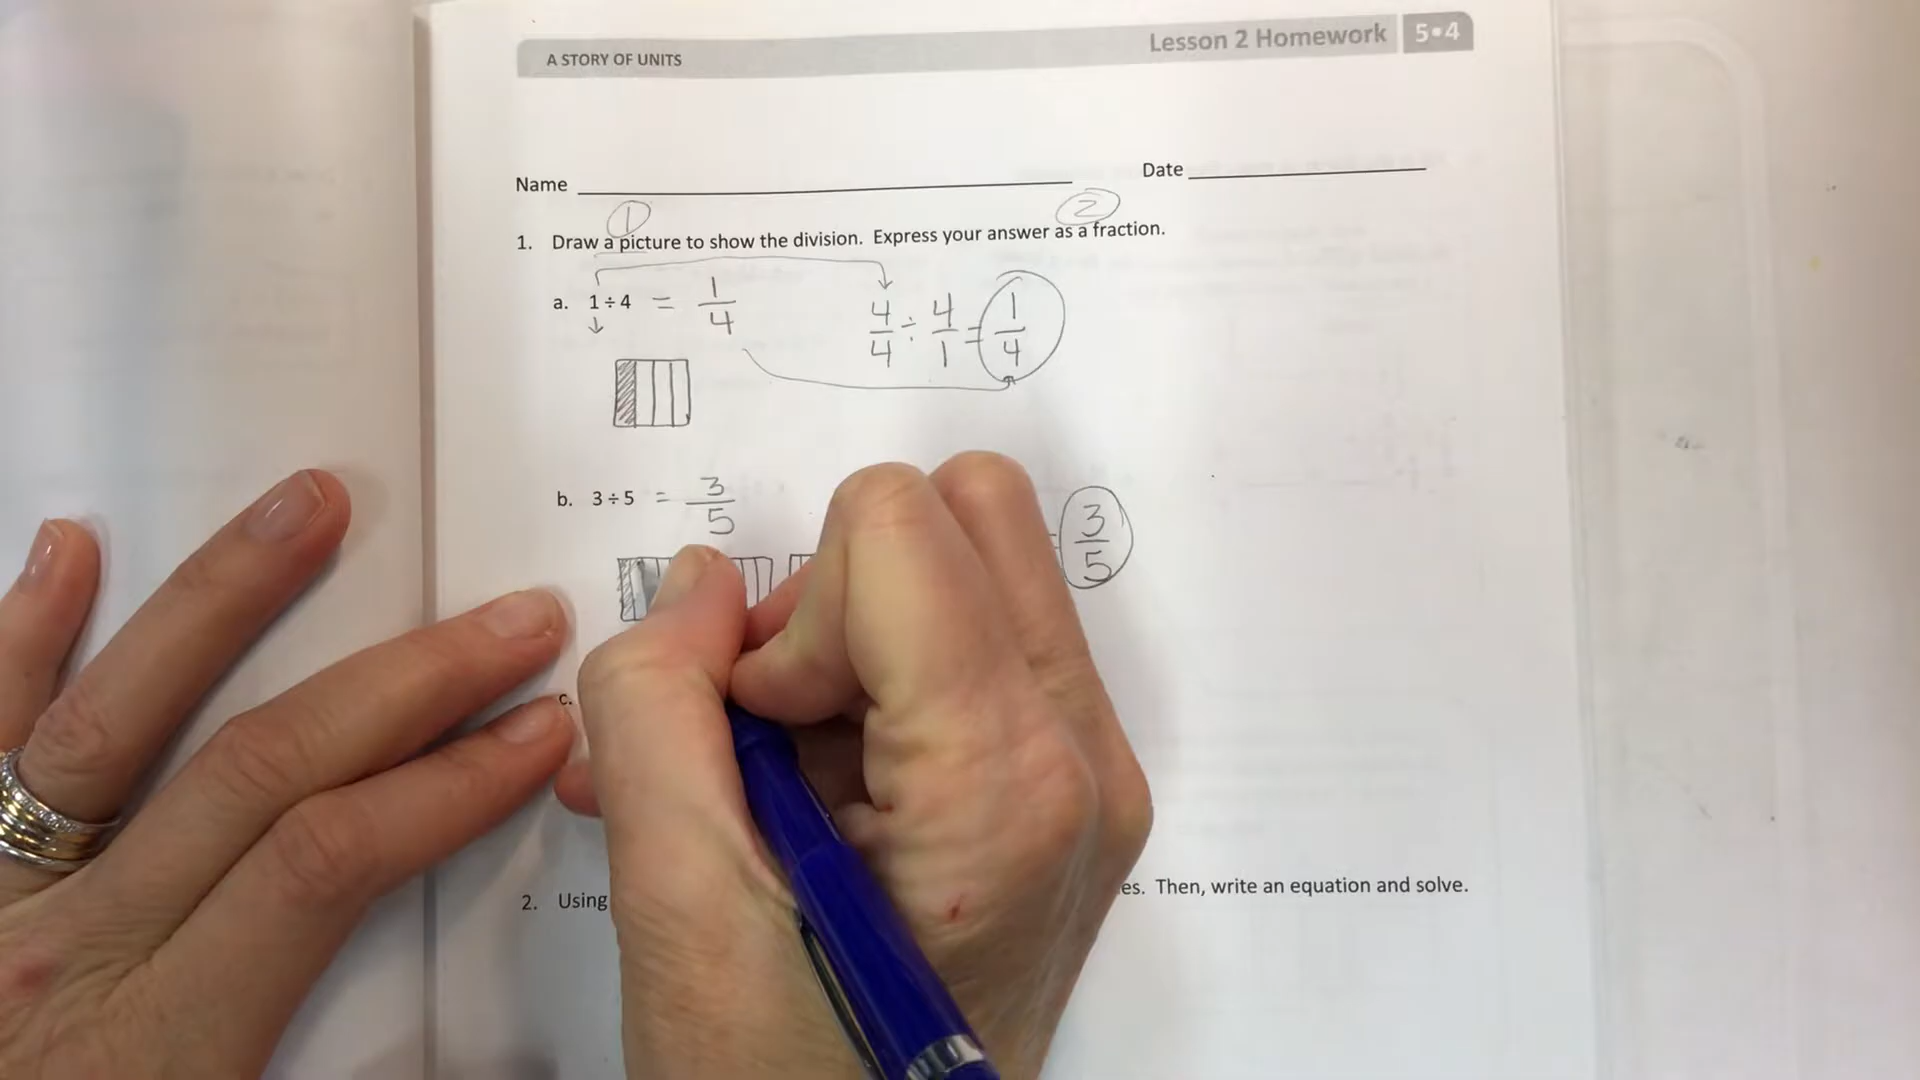 A STORY OF UNITS Lesson 2 Homework 5•4
Name Date
1 2
1. Draw a picture to show the division. Express your answer as a fraction.
a. 1 ÷ 4 = 1/4 4/4 ÷ 4/1 = 1/4
b. 3 ÷ 5 = 3/5 3/5
c.
2. Using es. Then, write an equation and solve.